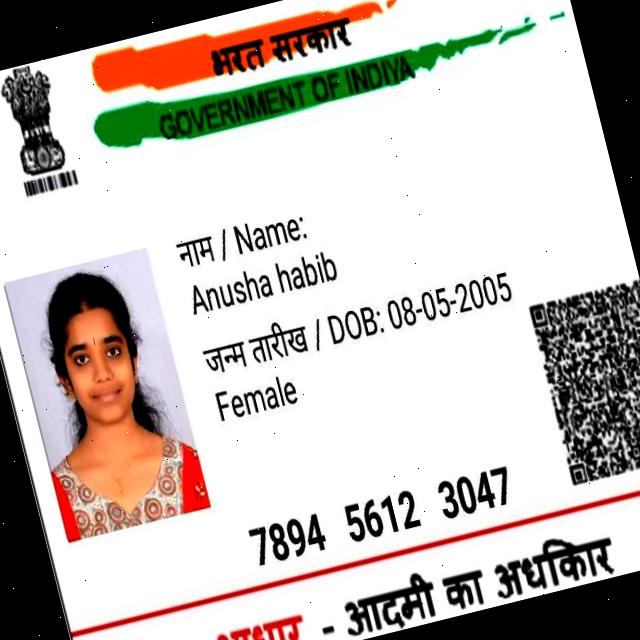 भरत सरकार
GOVERNMENT OF INDIYA
नाम / Name:
Anusha habib
जन्म तारीख / DOB: 08-05-2005
Female
7894 5612 3047
आधार - आदमी का अधिकार